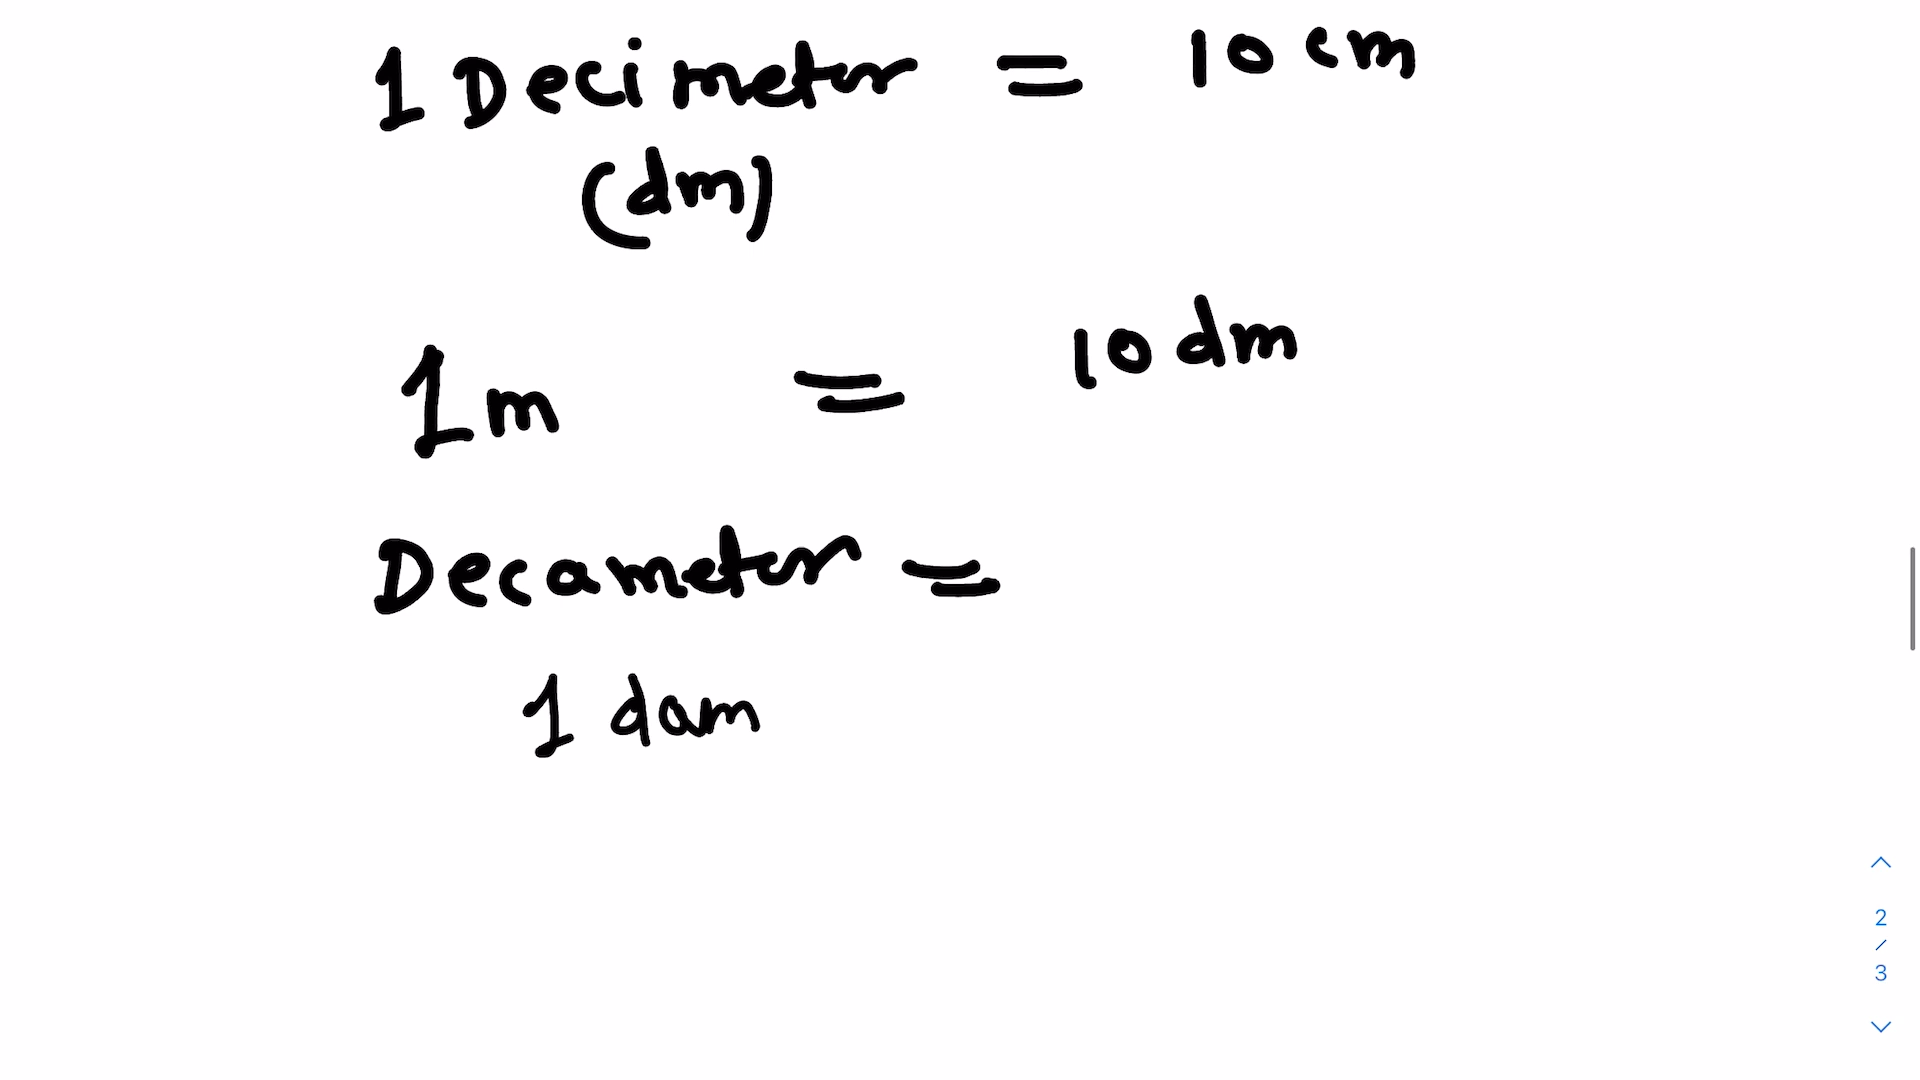 1 Decimeter = 10 cm
(dm)
1m = 10 dm
Decameter =
1 dam
2
/
3